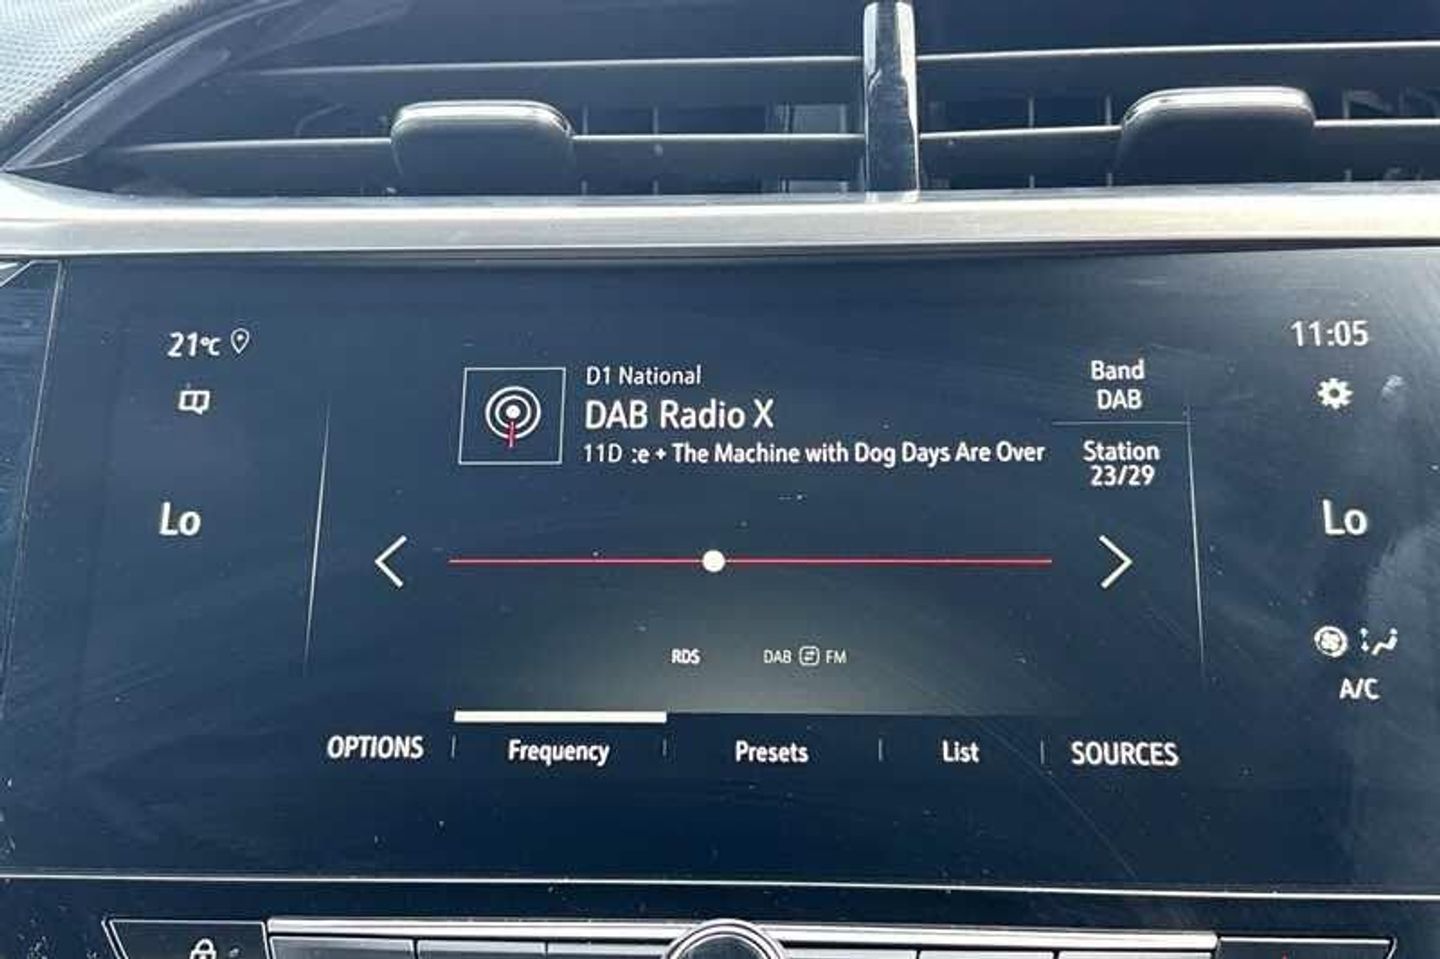 21°C
11:05
D1 National
DAB Radio X
11D :e + The Machine with Dog Days Are Over
Band
DAB
Station
23/29
Lo
Lo
RDS
DAB FM
A/C
OPTIONS
Frequency
Presets
List
SOURCES